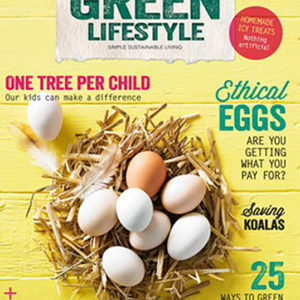 GREEN
LIFESTYLE
SIMPLE SUSTAINABLE LIVING
HOMEMADE
ICY TREATS
Nothing
artificial
ONE TREE PER CHILD
Our kids can make a difference
Ethical
EGGS
ARE YOU
GETTING
WHAT YOU
PAY FOR?
Saving
KOALAS
25
WAYS TO GREEN
+